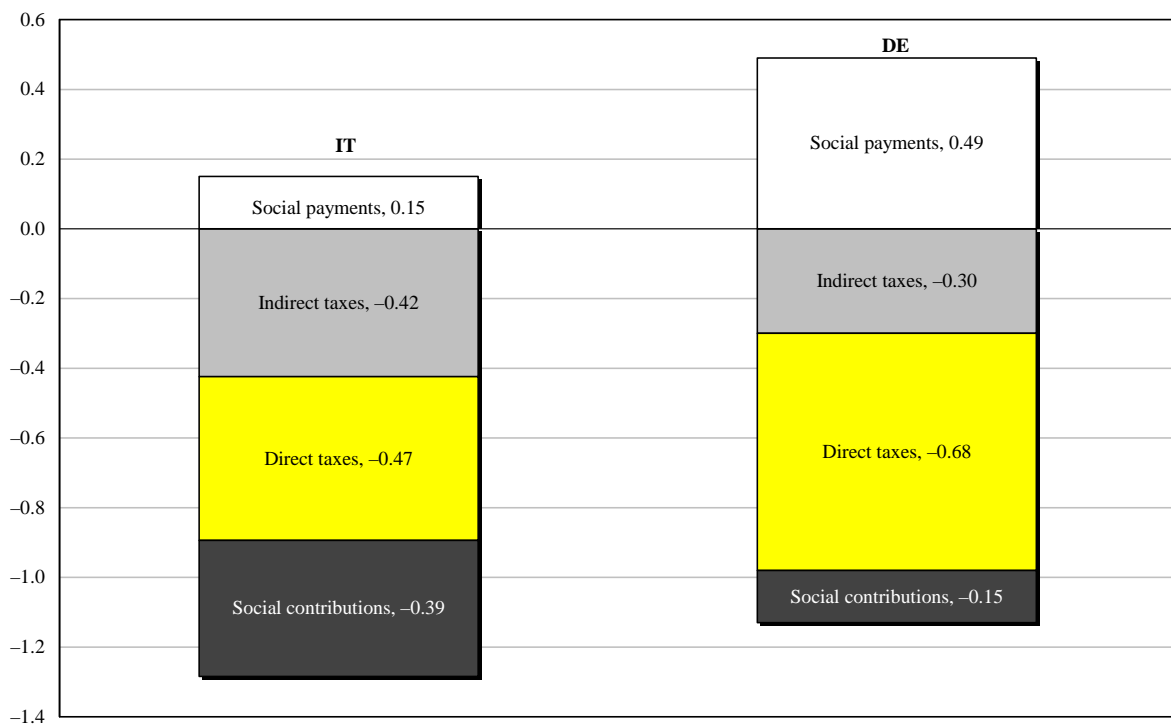 0.6
0.4
0.2
0.0
–0.2
–0.4
–0.6
–0.8
–1.0
–1.2
–1.4
IT
Social payments, 0.15
Indirect taxes, –0.42
Direct taxes, –0.47
Social contributions, –0.39
DE
Social payments, 0.49
Indirect taxes, –0.30
Direct taxes, –0.68
Social contributions, –0.15